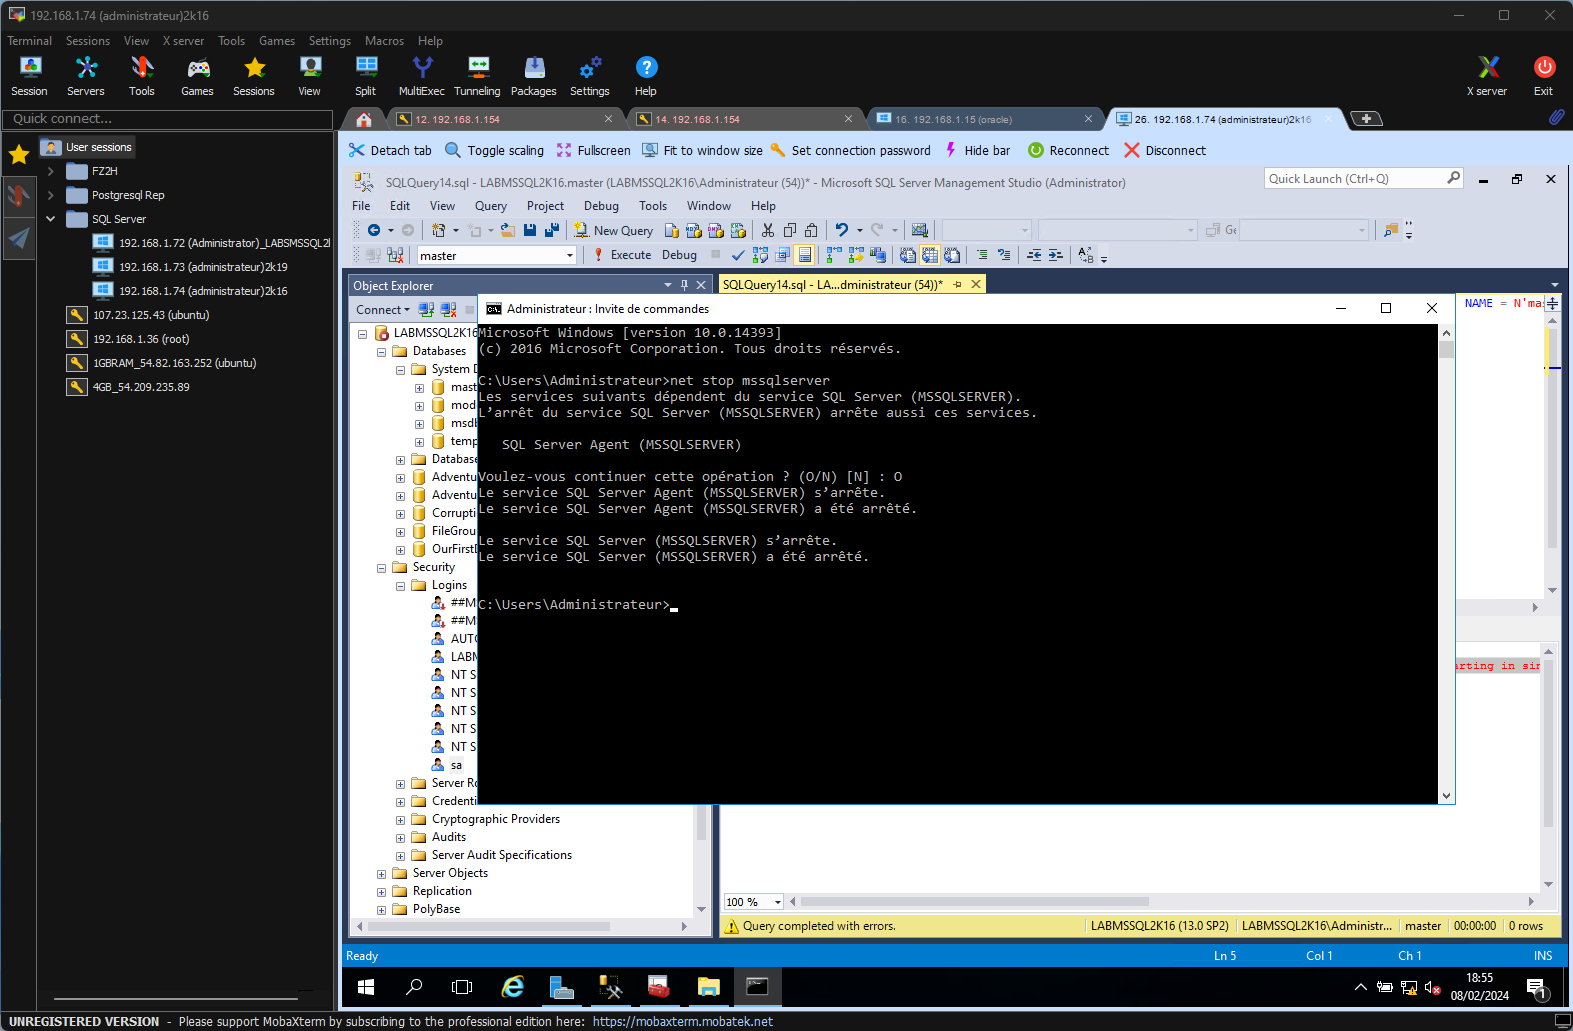 192.168.1.74 (administrateur)2k16
Terminal Sessions View X server Tools Games Settings Macros Help
Session Servers Tools Games Sessions View Split MultiExec Tunneling Packages Settings Help X server Exit
Quick connect...
12. 192.168.1.154
14. 192.168.1.154
16. 192.168.1.15 (oracle)
26. 192.168.1.74 (administrateur)2k16
User sessions
FZ2H
Postgresql Rep
SQL Server
192.168.1.72 (Administrator)_LABSMSSQL2
192.168.1.73 (administrateur)2k19
192.168.1.74 (administrateur)2k16
107.23.125.43 (ubuntu)
192.168.1.36 (root)
1GBRAM_54.82.163.252 (ubuntu)
4GB_54.209.235.89
Detach tab Toggle scaling Fullscreen Fit to window size Set connection password Hide bar Reconnect Disconnect
SQLQuery14.sql - LABMSSQL2K16.master (LABMSSQL2K16\Administrateur (54))* - Microsoft SQL Server Management Studio (Administrator)
Quick Launch (Ctrl+Q)
File Edit View Query Project Debug Tools Window Help
New Query
master
Execute Debug
Object Explorer
SQLQuery14.sql - LA...dministrateur (54))*
Connect
LABMSSQL2K16
Databases
System D
mast
mod
msdb
temp
Database
Adventu
Adventu
Corrupti
FileGrou
OurFirstD
Security
Logins
##M
##M
AUTO
LABM
NT S
NT S
NT S
NT S
NT S
sa
Server Ro
Credenti
Cryptographic Providers
Audits
Server Audit Specifications
Server Objects
Replication
PolyBase
NAME = N'mas
Administrateur : Invite de commandes
Microsoft Windows [version 10.0.14393]
(c) 2016 Microsoft Corporation. Tous droits réservés.
C:\Users\Administrateur>net stop mssqlserver
Les services suivants dépendent du service SQL Server (MSSQLSERVER).
L’arrêt du service SQL Server (MSSQLSERVER) arrête aussi ces services.
SQL Server Agent (MSSQLSERVER)
Voulez-vous continuer cette opération ? (O/N) [N] : O
Le service SQL Server Agent (MSSQLSERVER) s’arrête.
Le service SQL Server Agent (MSSQLSERVER) a été arrêté.
Le service SQL Server (MSSQLSERVER) s’arrête.
Le service SQL Server (MSSQLSERVER) a été arrêté.
C:\Users\Administrateur>
arting in sin
100 %
Query completed with errors.
LABMSSQL2K16 (13.0 SP2) LABMSSQL2K16\Administr... master 00:00:00 0 rows
Ready Ln 5 Col 1 Ch 1 INS
18:55
08/02/2024
1
UNREGISTERED VERSION - Please support MobaXterm by subscribing to the professional edition here: https://mobaxterm.mobatek.net